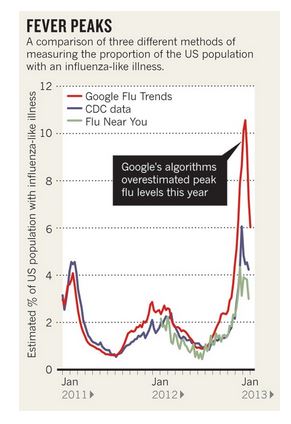 FEVER PEAKS
A comparison of three different methods of
measuring the proportion of the US population
with an influenza-like illness.
Estimated % of US population with influenza-like illness
12
10
8
6
4
2
0
Google Flu Trends
CDC data
Flu Near You
Google's algorithms
overestimated peak
flu levels this year
Jan Jan Jan
2011 2012 2013